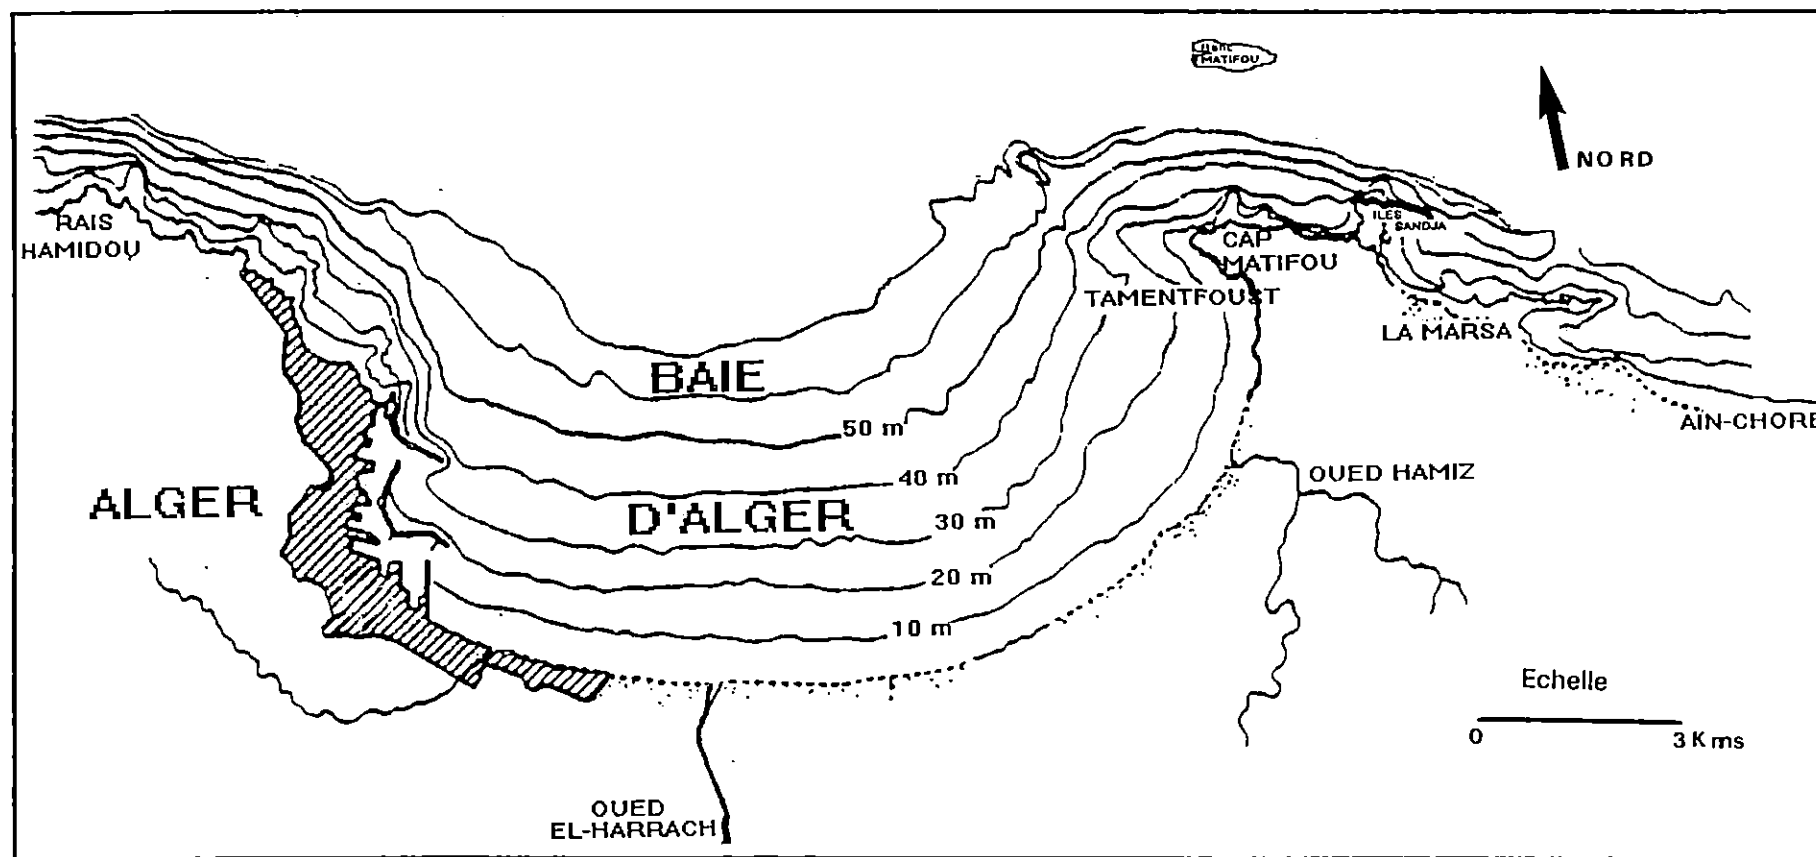 MATIFOU
NORD
RAIS
HAMIDOU
ILES
SANDJA
CAP
MATIFOU
TAMENTFOUST
LA MARSA
BAIE
AIN-CHORB
50 m
40 m
OUED HAMIZ
ALGER
D'ALGER
30 m
20 m
10 m
Echelle
0 3 Kms
OUED
EL-HARRACH